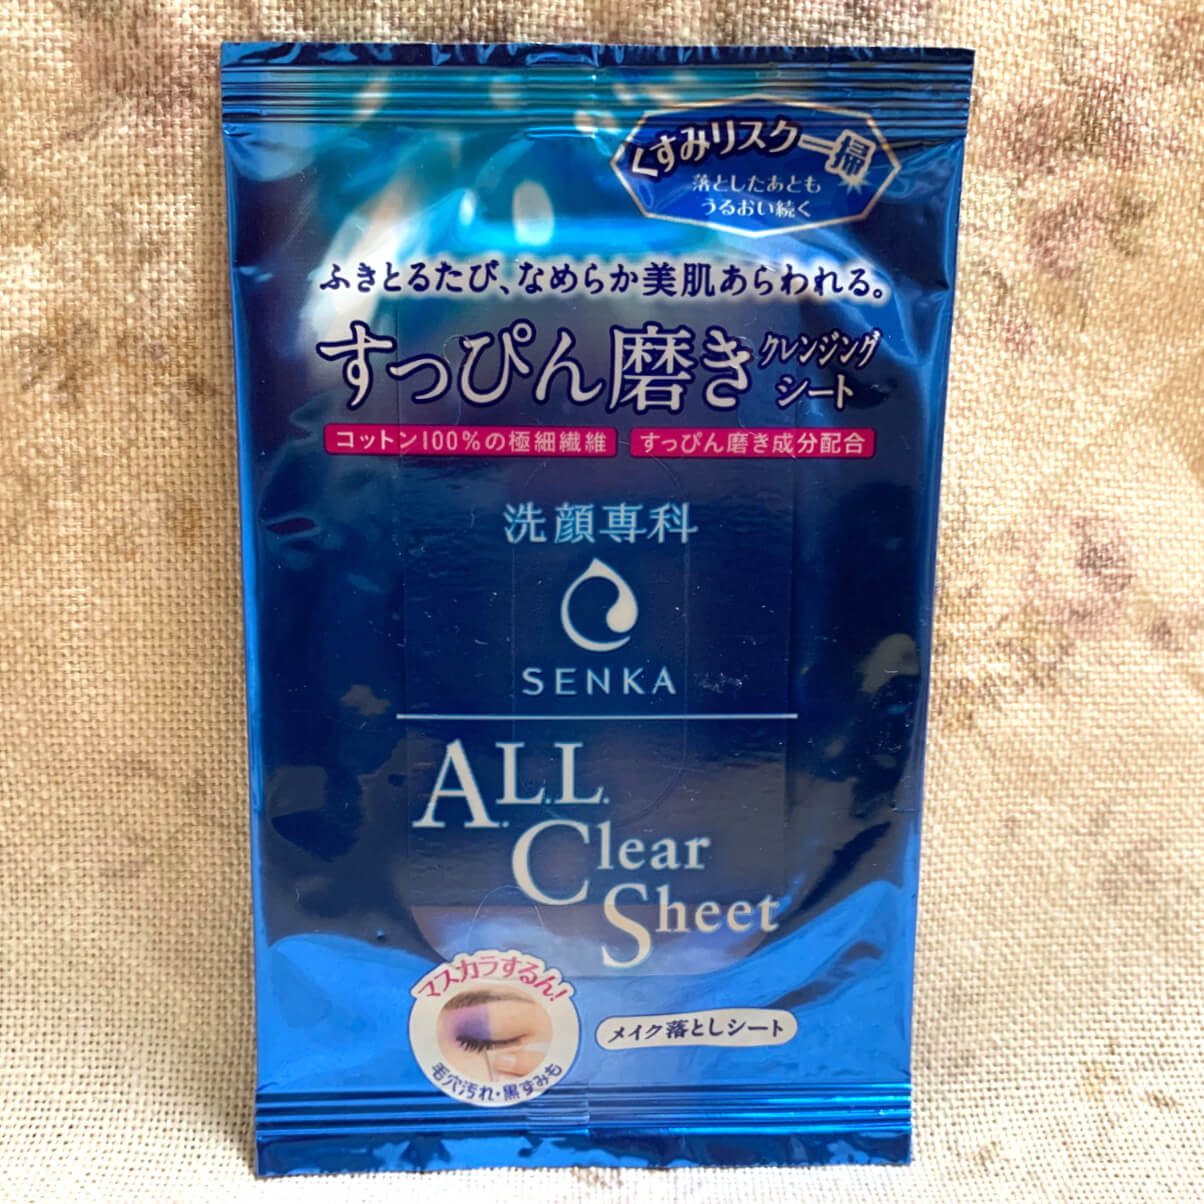 くすみリスク一掃
落としたあとも
うるおい続く
ふきとるたび、なめらか美肌あらわれる。
すっぴん磨きクレンジング
シート
コットン100%の極細繊維 すっぴん磨き成分配合
洗顔専科
SENKA
A.L.L.
Clear
Sheet
マスカラするん!
毛穴汚れ・黒ずみも
メイク落としシート